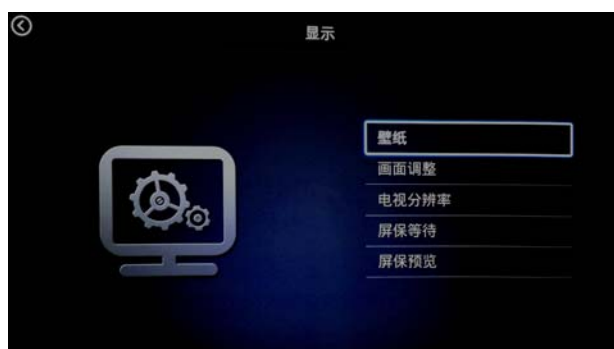 显示
壁纸
画面调整
电视分辨率
屏保等待
屏保预览